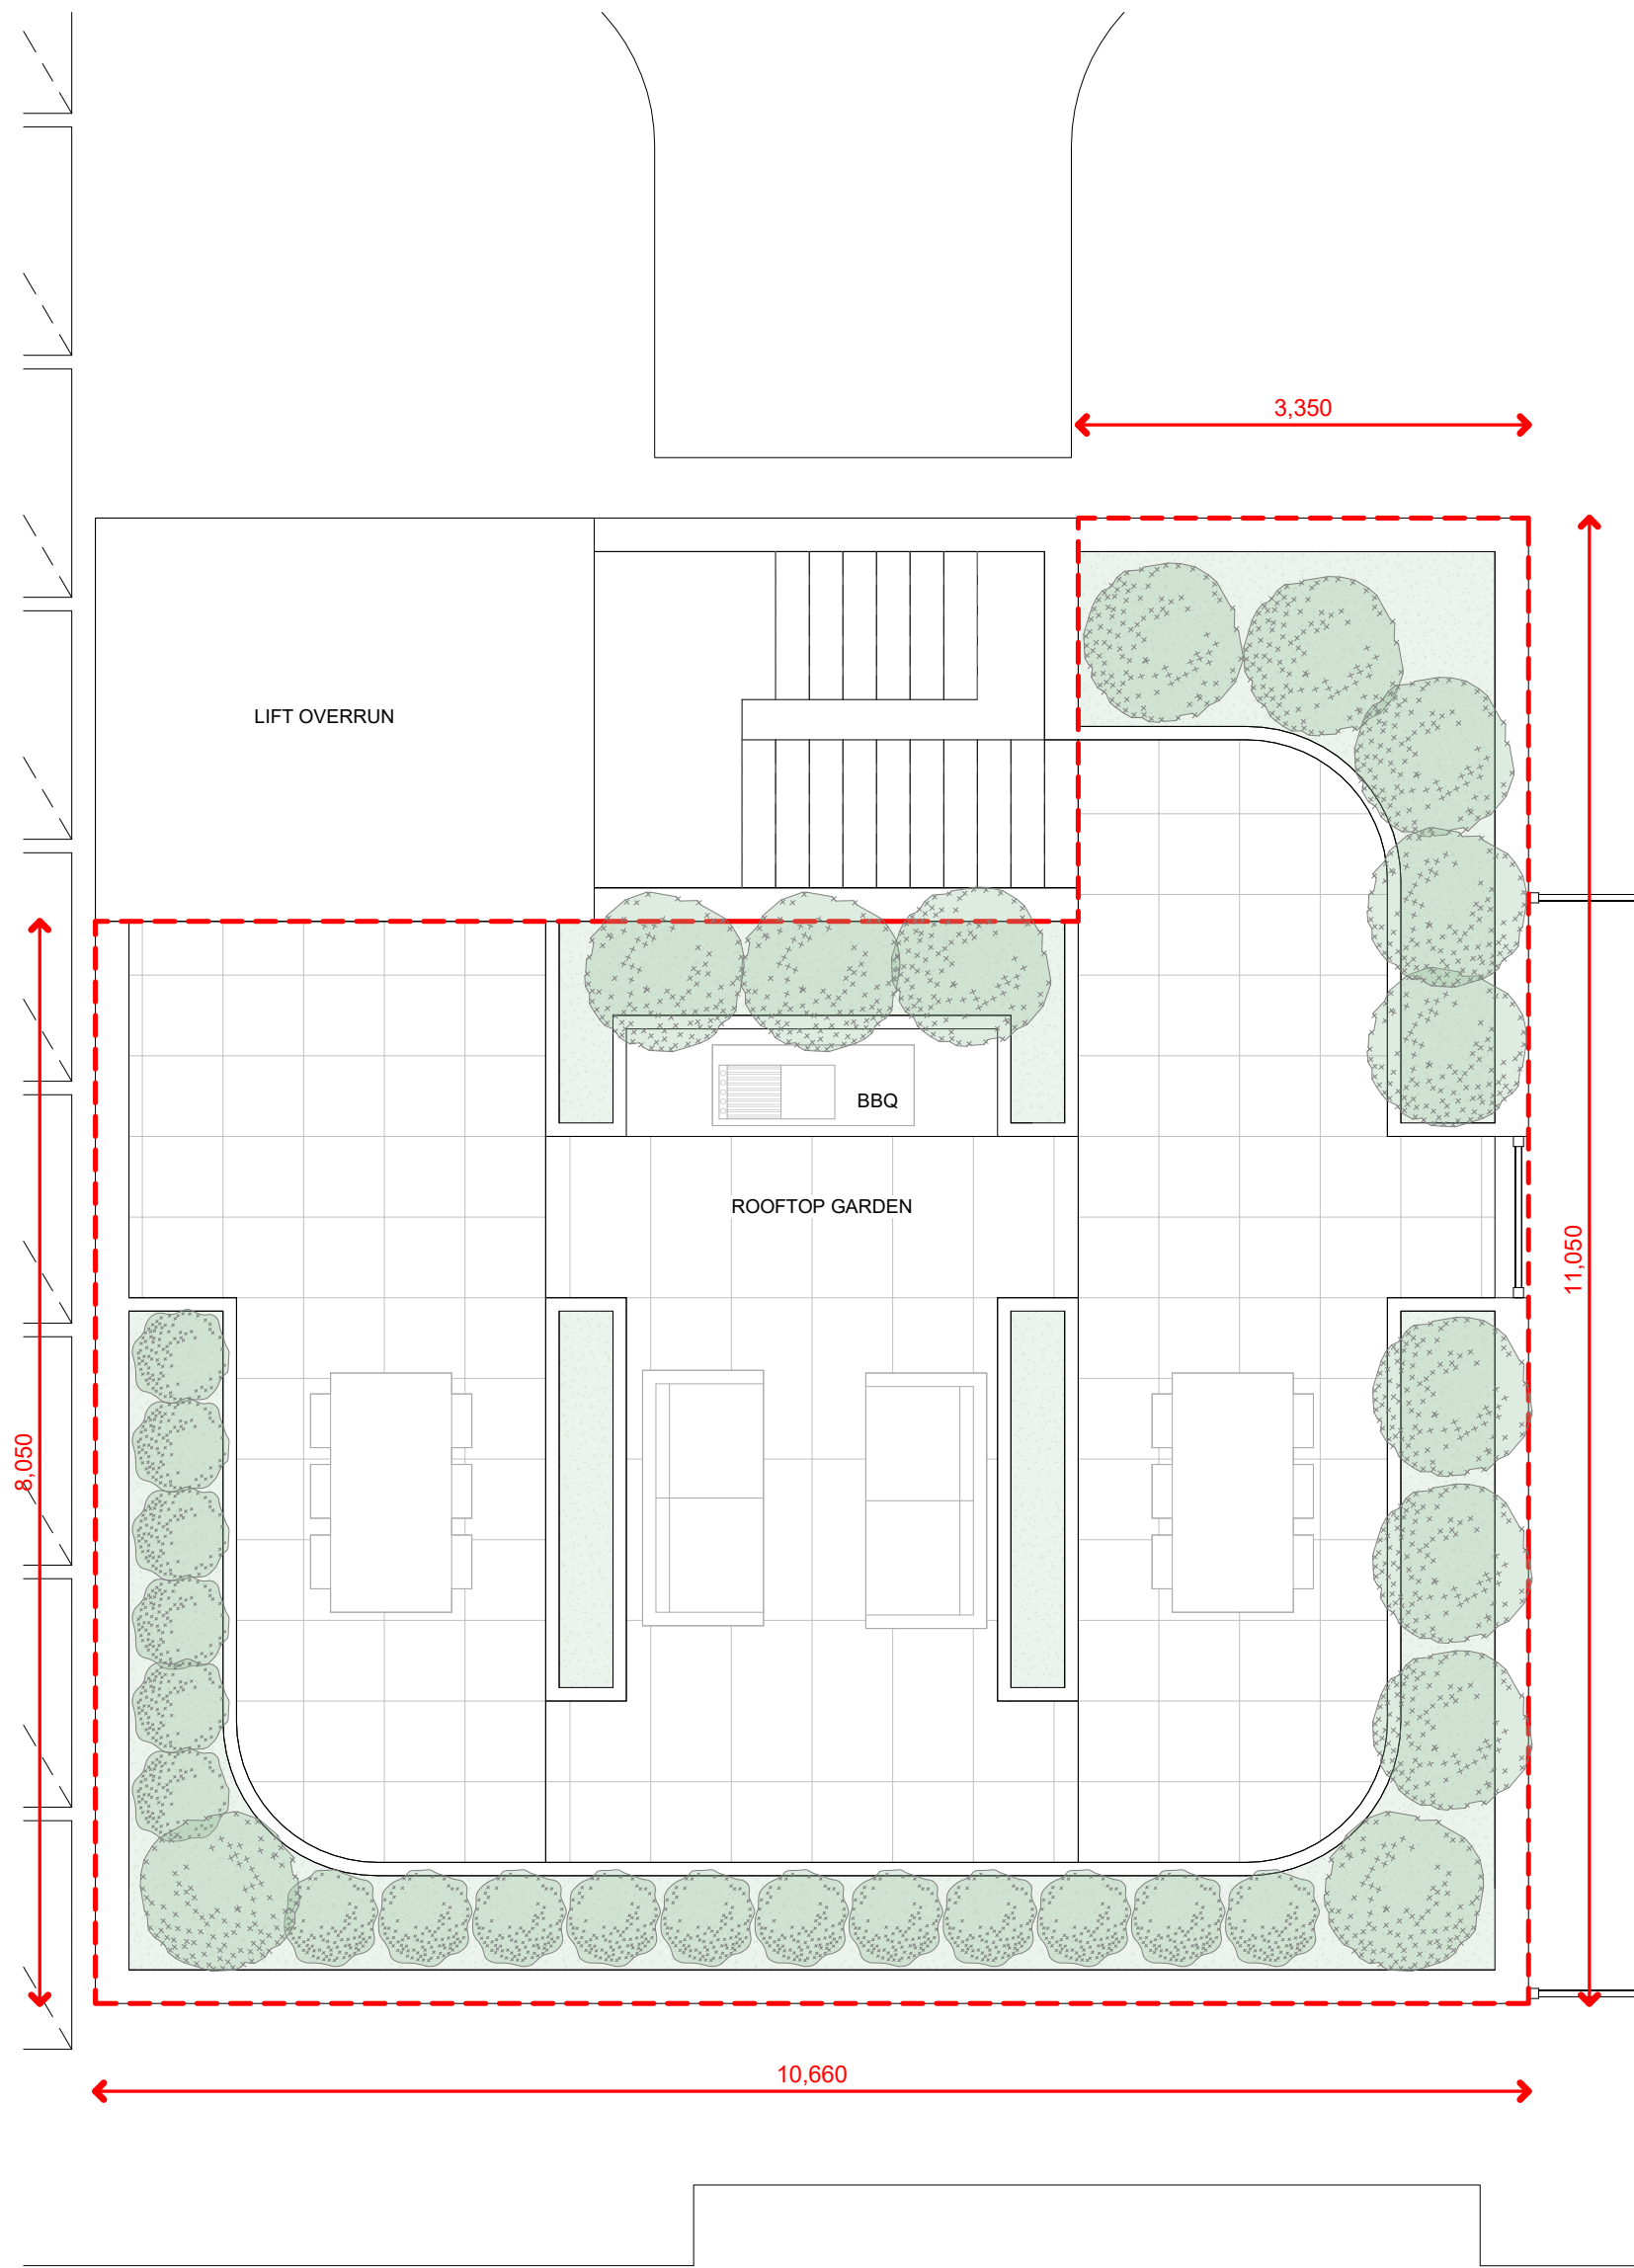 3,350
LIFT OVERRUN
BBQ
ROOFTOP GARDEN
11,050
8,050
10,660